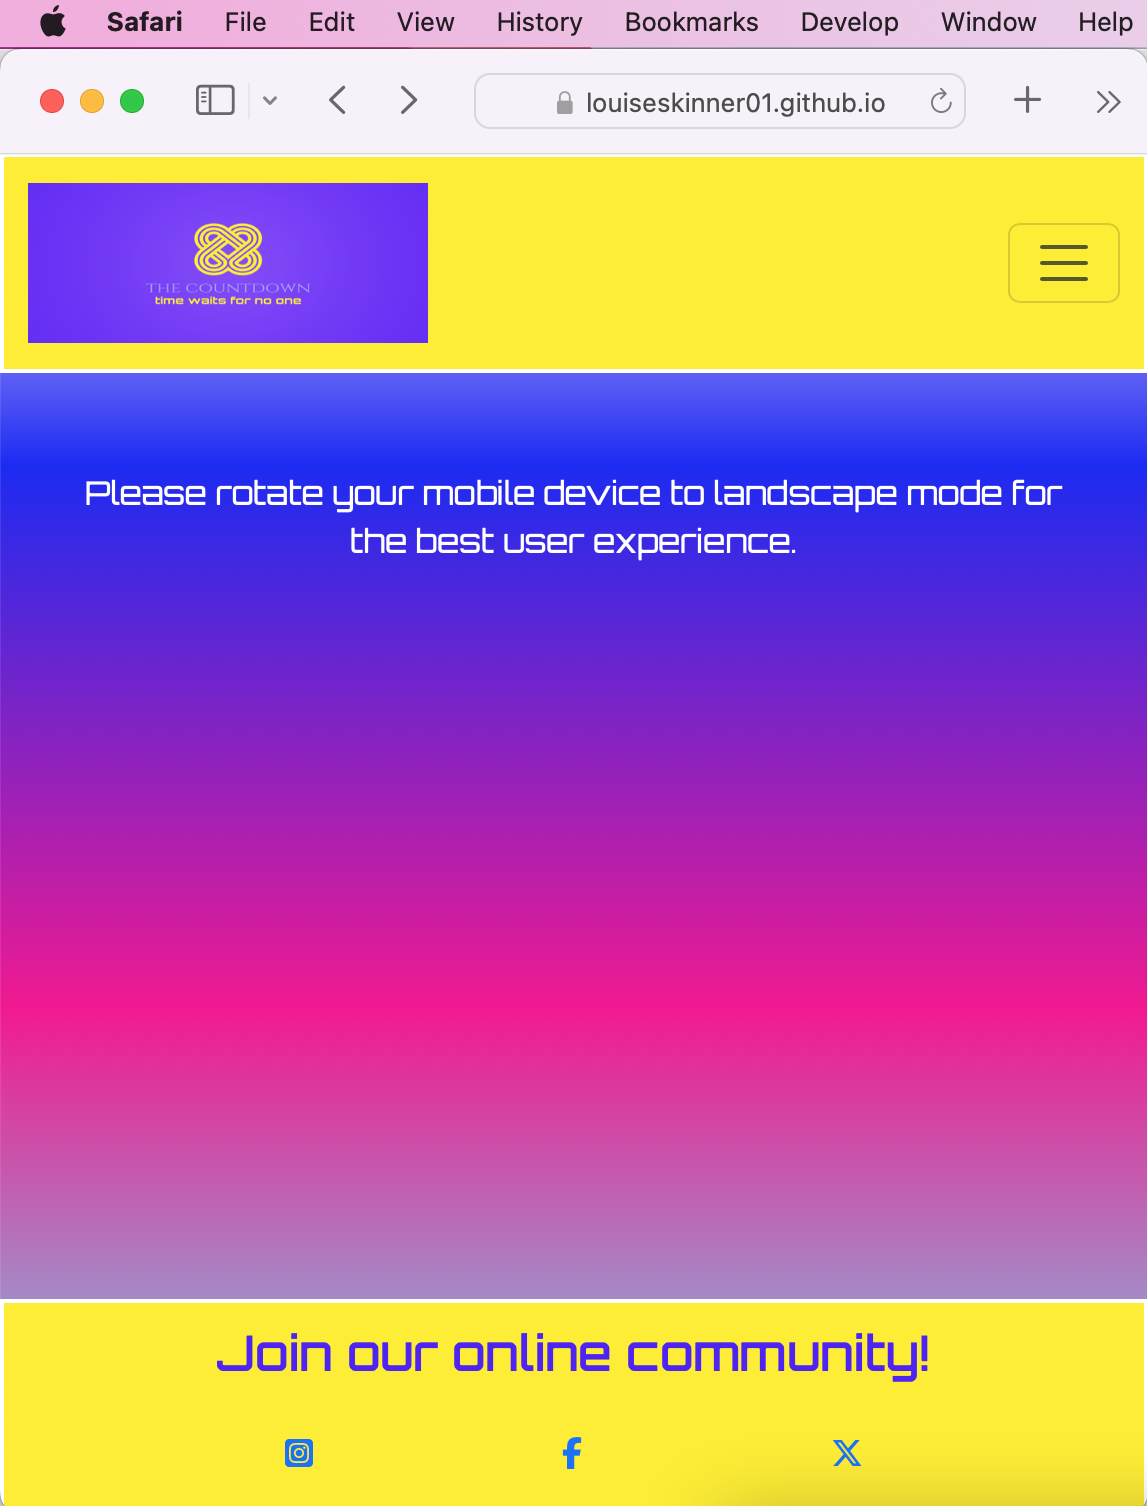 Safari File Edit View History Bookmarks Develop Window Help
louiseskinner01.github.io
THE COUNTDOWN
time waits for no one
Please rotate your mobile device to landscape mode for
the best user experience.
Join our online community!